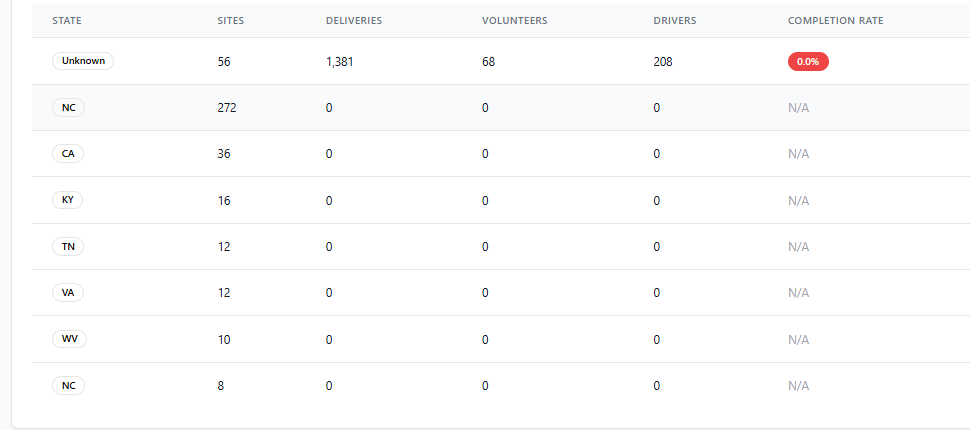 STATE SITES DELIVERIES VOLUNTEERS DRIVERS COMPLETION RATE
Unknown 56 1,381 68 208 0.0%
NC 272 0 0 0 N/A
CA 36 0 0 0 N/A
KY 16 0 0 0 N/A
TN 12 0 0 0 N/A
VA 12 0 0 0 N/A
WV 10 0 0 0 N/A
NC 8 0 0 0 N/A